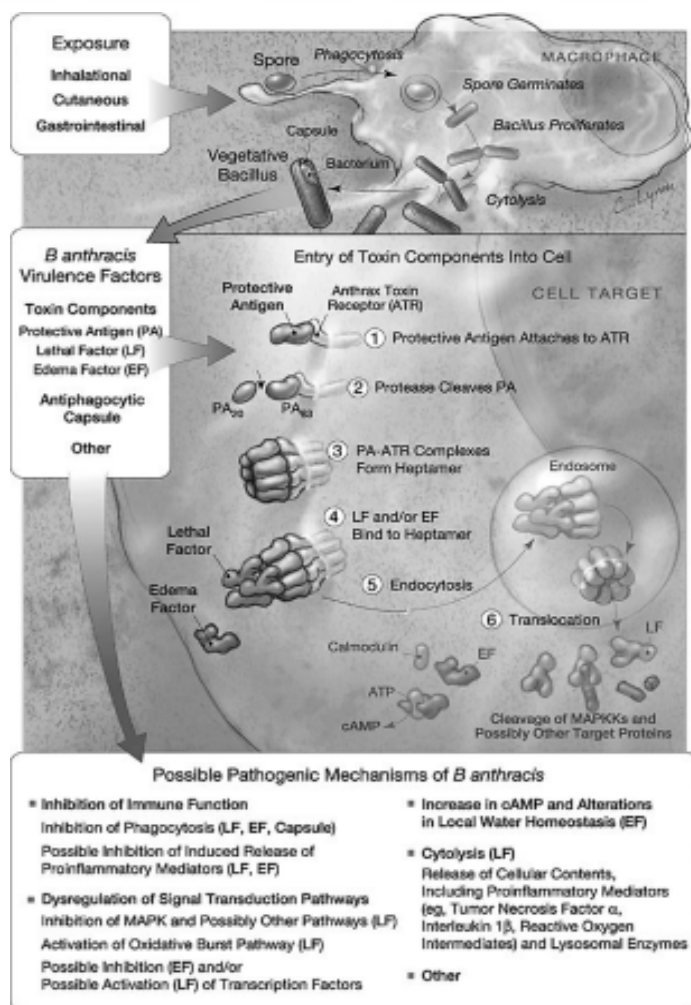 Exposure
Inhalational
Cutaneous
Gastrointestinal
Spore
Phagocytosis
MACROPHAGE
Spore Germinates
Bacillus Proliferates
Capsule
Vegetative
Bacillus
Bacterium
Cytolysis
B anthracis
Virulence Factors
Toxin Components
Protective Antigen (PA)
Lethal Factor (LF)
Edema Factor (EF)
Antiphagocytic
Capsule
Other
Entry of Toxin Components Into Cell
CELL TARGET
Protective
Antigen
Anthrax Toxin
Receptor (ATR)
1 Protective Antigen Attaches to ATR
2 Protease Cleaves PA
PA20
PA63
3 PA-ATR Complexes
Form Heptamer
Endosome
4 LF and/or EF
Bind to Heptamer
Lethal
Factor
Edema
Factor
5 Endocytosis
6 Translocation
LF
Calmodulin
EF
ATP
cAMP
Cleavage of MAPKKs and
Possibly Other Target Proteins
Possible Pathogenic Mechanisms of B anthracis
Inhibition of Immune Function
Inhibition of Phagocytosis (LF, EF, Capsule)
Possible Inhibition of Induced Release of
Proinflammatory Mediators (LF, EF)
Dysregulation of Signal Transduction Pathways
Inhibition of MAPK and Possibly Other Pathways (LF)
Activation of Oxidative Burst Pathway (LF)
Possible Inhibition (EF) and/or
Possible Activation (LF) of Transcription Factors
Increase in cAMP and Alterations
in Local Water Homeostasis (EF)
Cytolysis (LF)
Release of Cellular Contents,
Including Proinflammatory Mediators
(eg, Tumor Necrosis Factor α,
Interleukin 1β, Reactive Oxygen
Intermediates) and Lysosomal Enzymes
Other